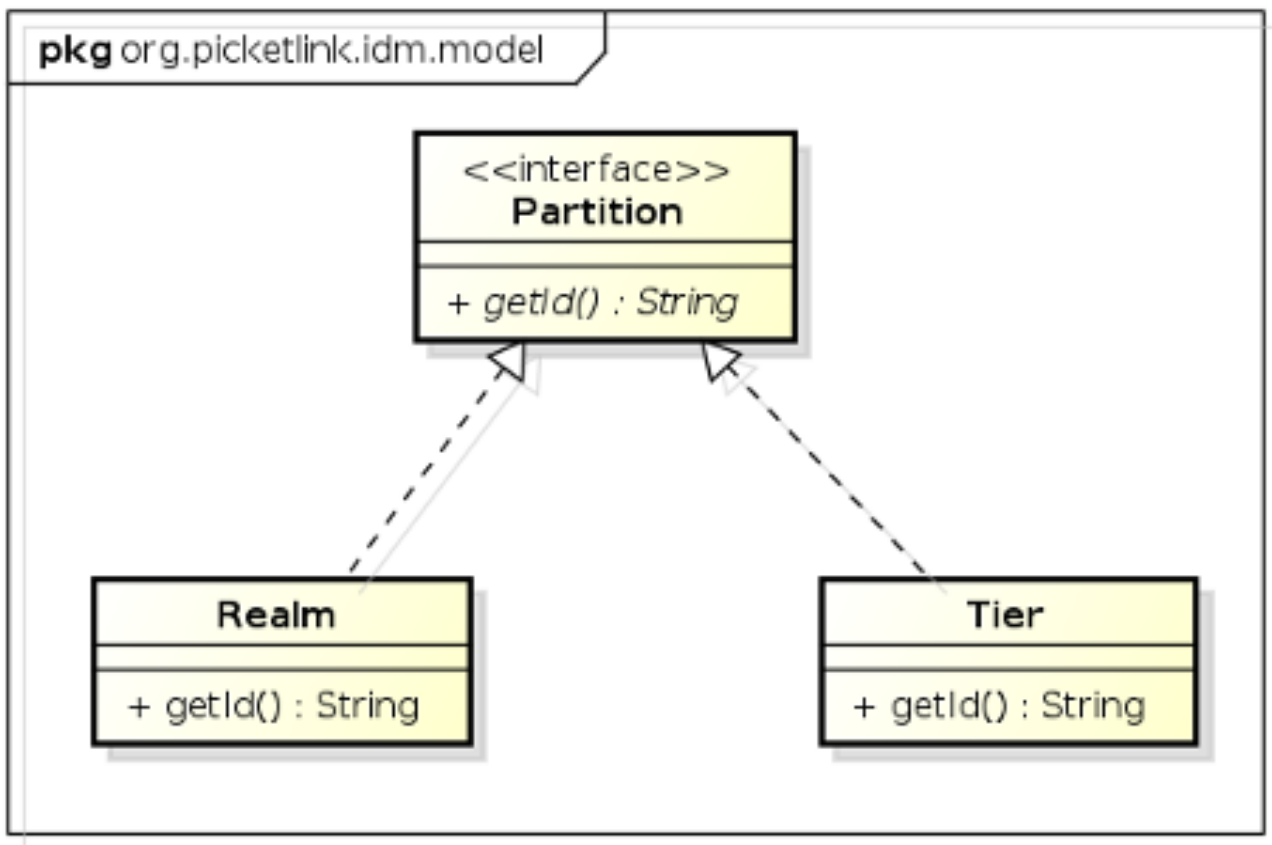 pkg org.picketlink.idm.model
<<interface>>
Partition
+ getId() : String
Realm
+ getId() : String
Tier
+ getId() : String